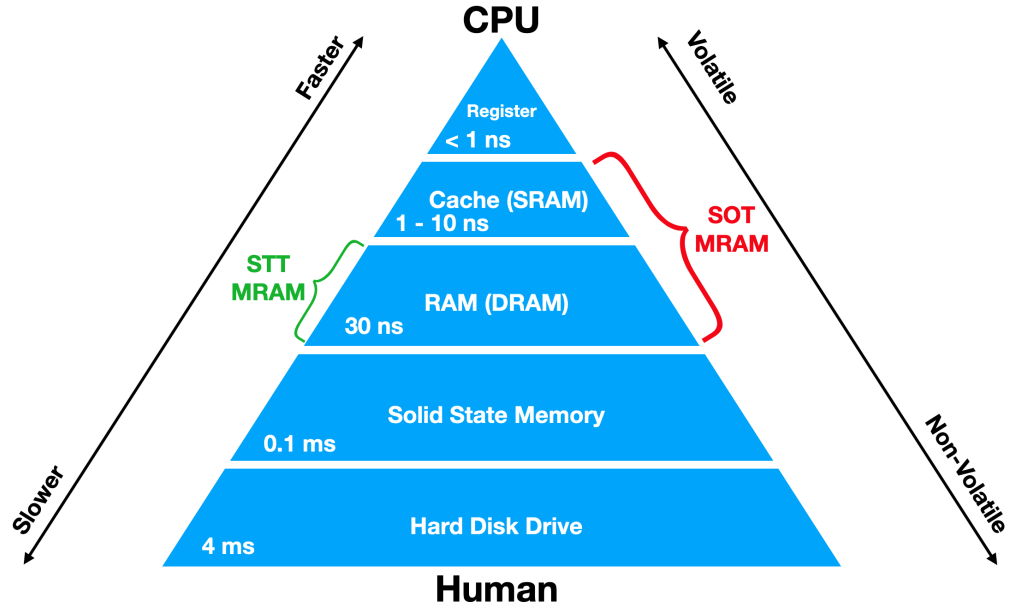 CPU
Faster
Volatile
Register
< 1 ns
Cache (SRAM)
1 - 10 ns
SOT
MRAM
STT
MRAM
RAM (DRAM)
30 ns
Solid State Memory
0.1 ms
Slower
Non-Volatile
Hard Disk Drive
4 ms
Human